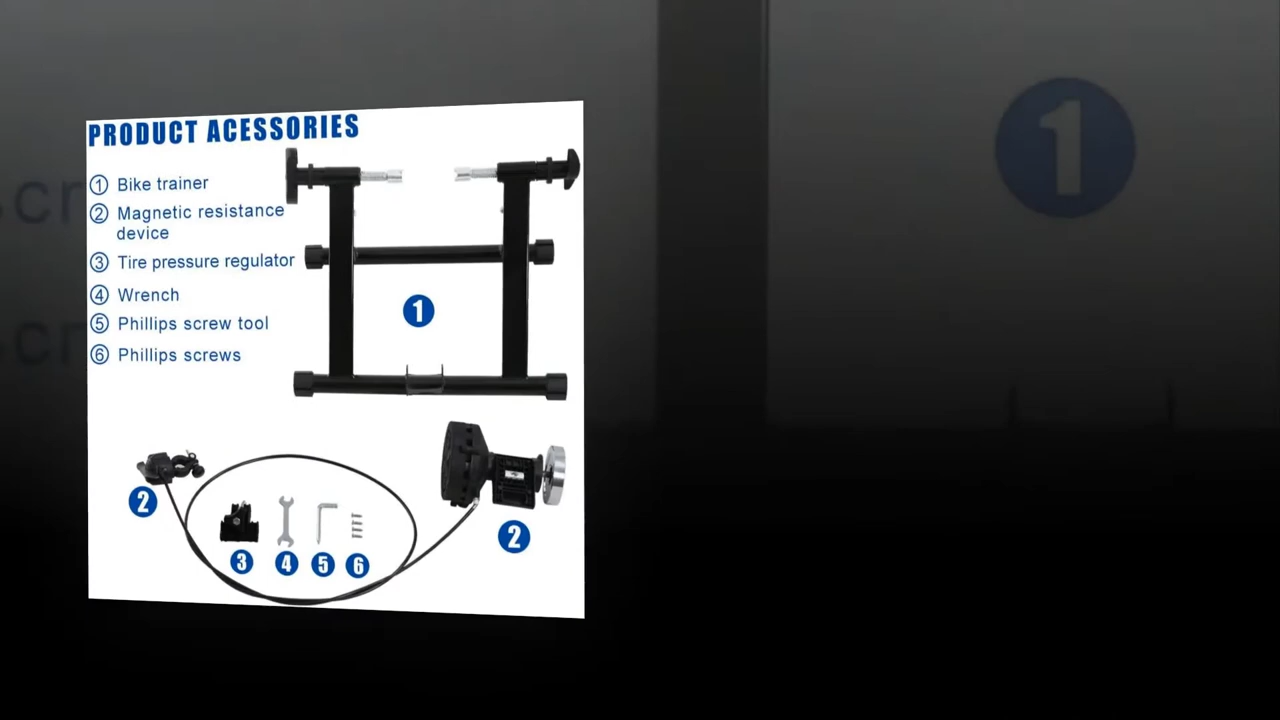 PRODUCT ACESSORIES
① Bike trainer
② Magnetic resistance
device
③ Tire pressure regulator
④ Wrench
⑤ Phillips screw tool
⑥ Phillips screws
1
2
2
3
4
5
6
1